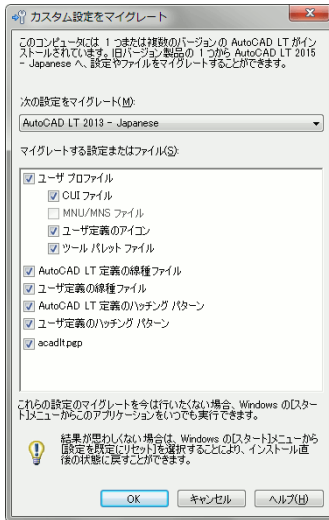 カスタム設定をマイグレート
このコンピュータには 1 つまたは複数のバージョンの AutoCAD LT がイン
ストールされています。旧バージョン製品の 1 つから AutoCAD LT 2015
- Japanese へ、設定やファイルをマイグレートすることができます。
次の設定をマイグレート(M):
AutoCAD LT 2013 - Japanese
マイグレートする設定またはファイル(S):
ユーザ プロファイル
CUI ファイル
MNU/MNS ファイル
ユーザ定義のアイコン
ツール パレット ファイル
AutoCAD LT 定義の線種ファイル
ユーザ定義の線種ファイル
AutoCAD LT 定義のハッチング パターン
ユーザ定義のハッチング パターン
acadlt.pgp
これらの設定のマイグレートを今は行いたくない場合、Windows の[スター
ト]メニューからこのアプリケーションをいつでも実行できます。
結果が思わしくない場合は、Windows の[スタート]メニューから
[設定を既定にリセット]を選択することにより、インストール直
後の状態に戻すことができます。
OK
キャンセル
ヘルプ(H)